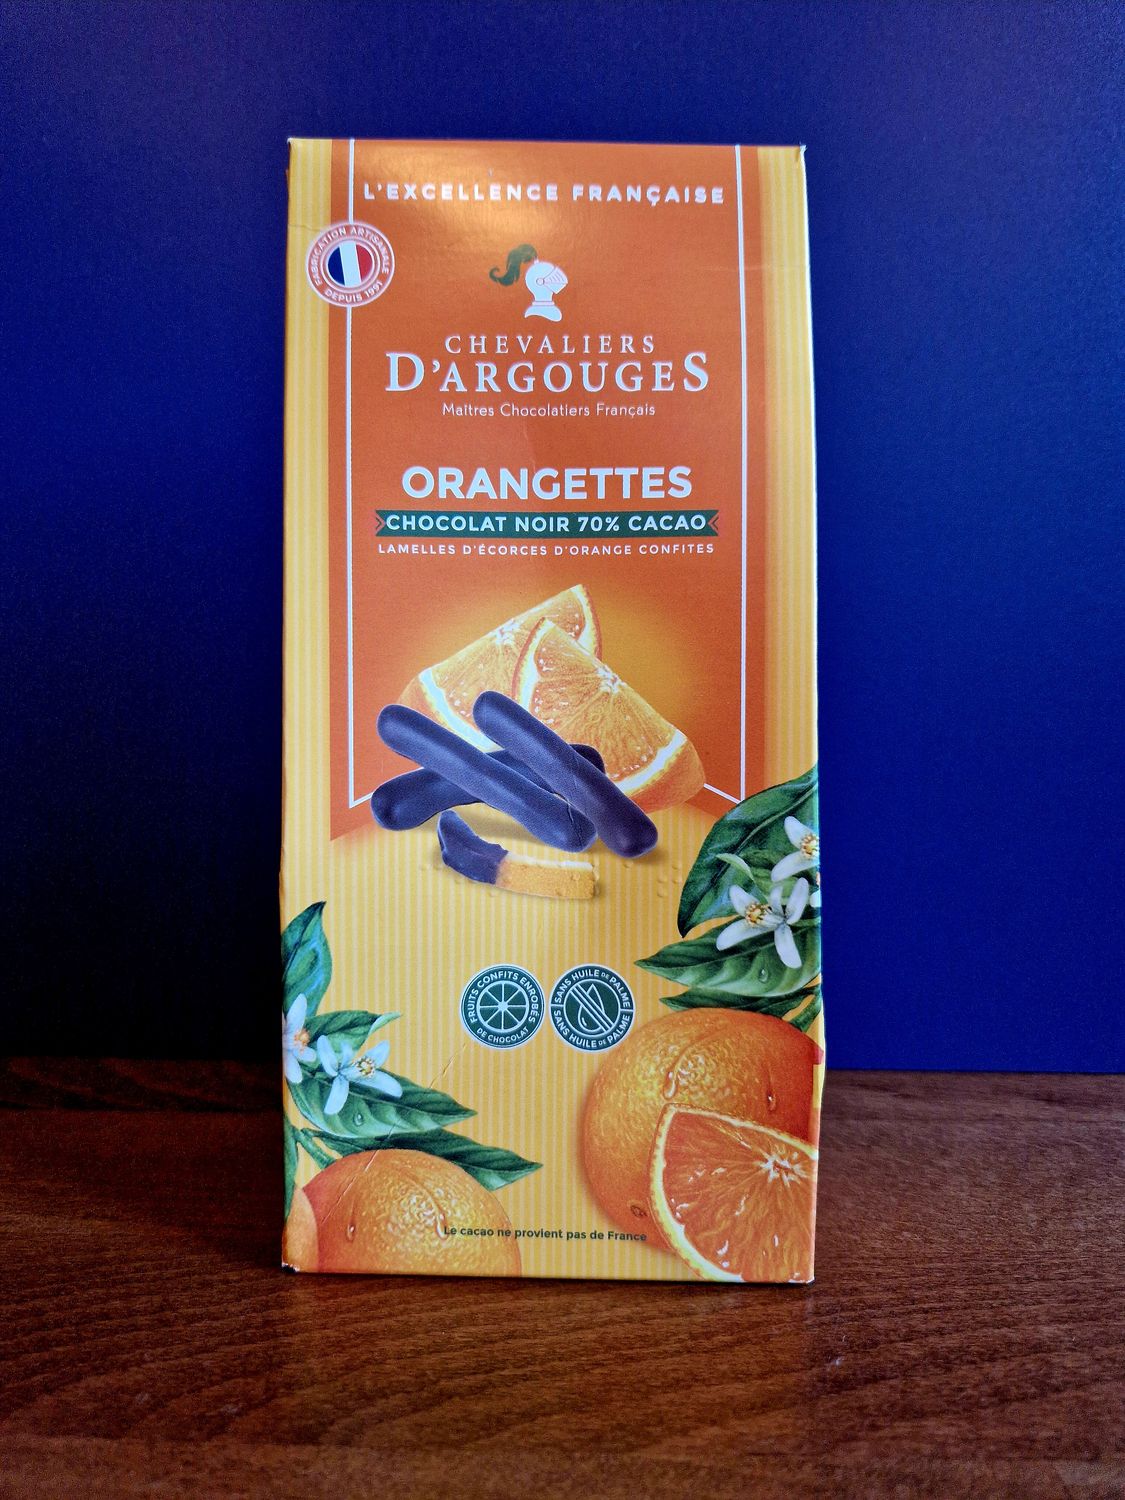 L'EXCELLENCE FRANÇAISE
FABRICATION ARTISANALE
DEPUIS 1991
CHEVALIERS
D'ARGOUGES
Maîtres Chocolatiers Français
ORANGETTES
CHOCOLAT NOIR 70% CACAO
LAMELLES D'ÉCORCES D'ORANGE CONFITES
FRUITS CONFITS ENROBÉS
DE CHOCOLAT
SANS HUILE DE PALME
SANS HUILE DE PALME
Le cacao ne provient pas de France